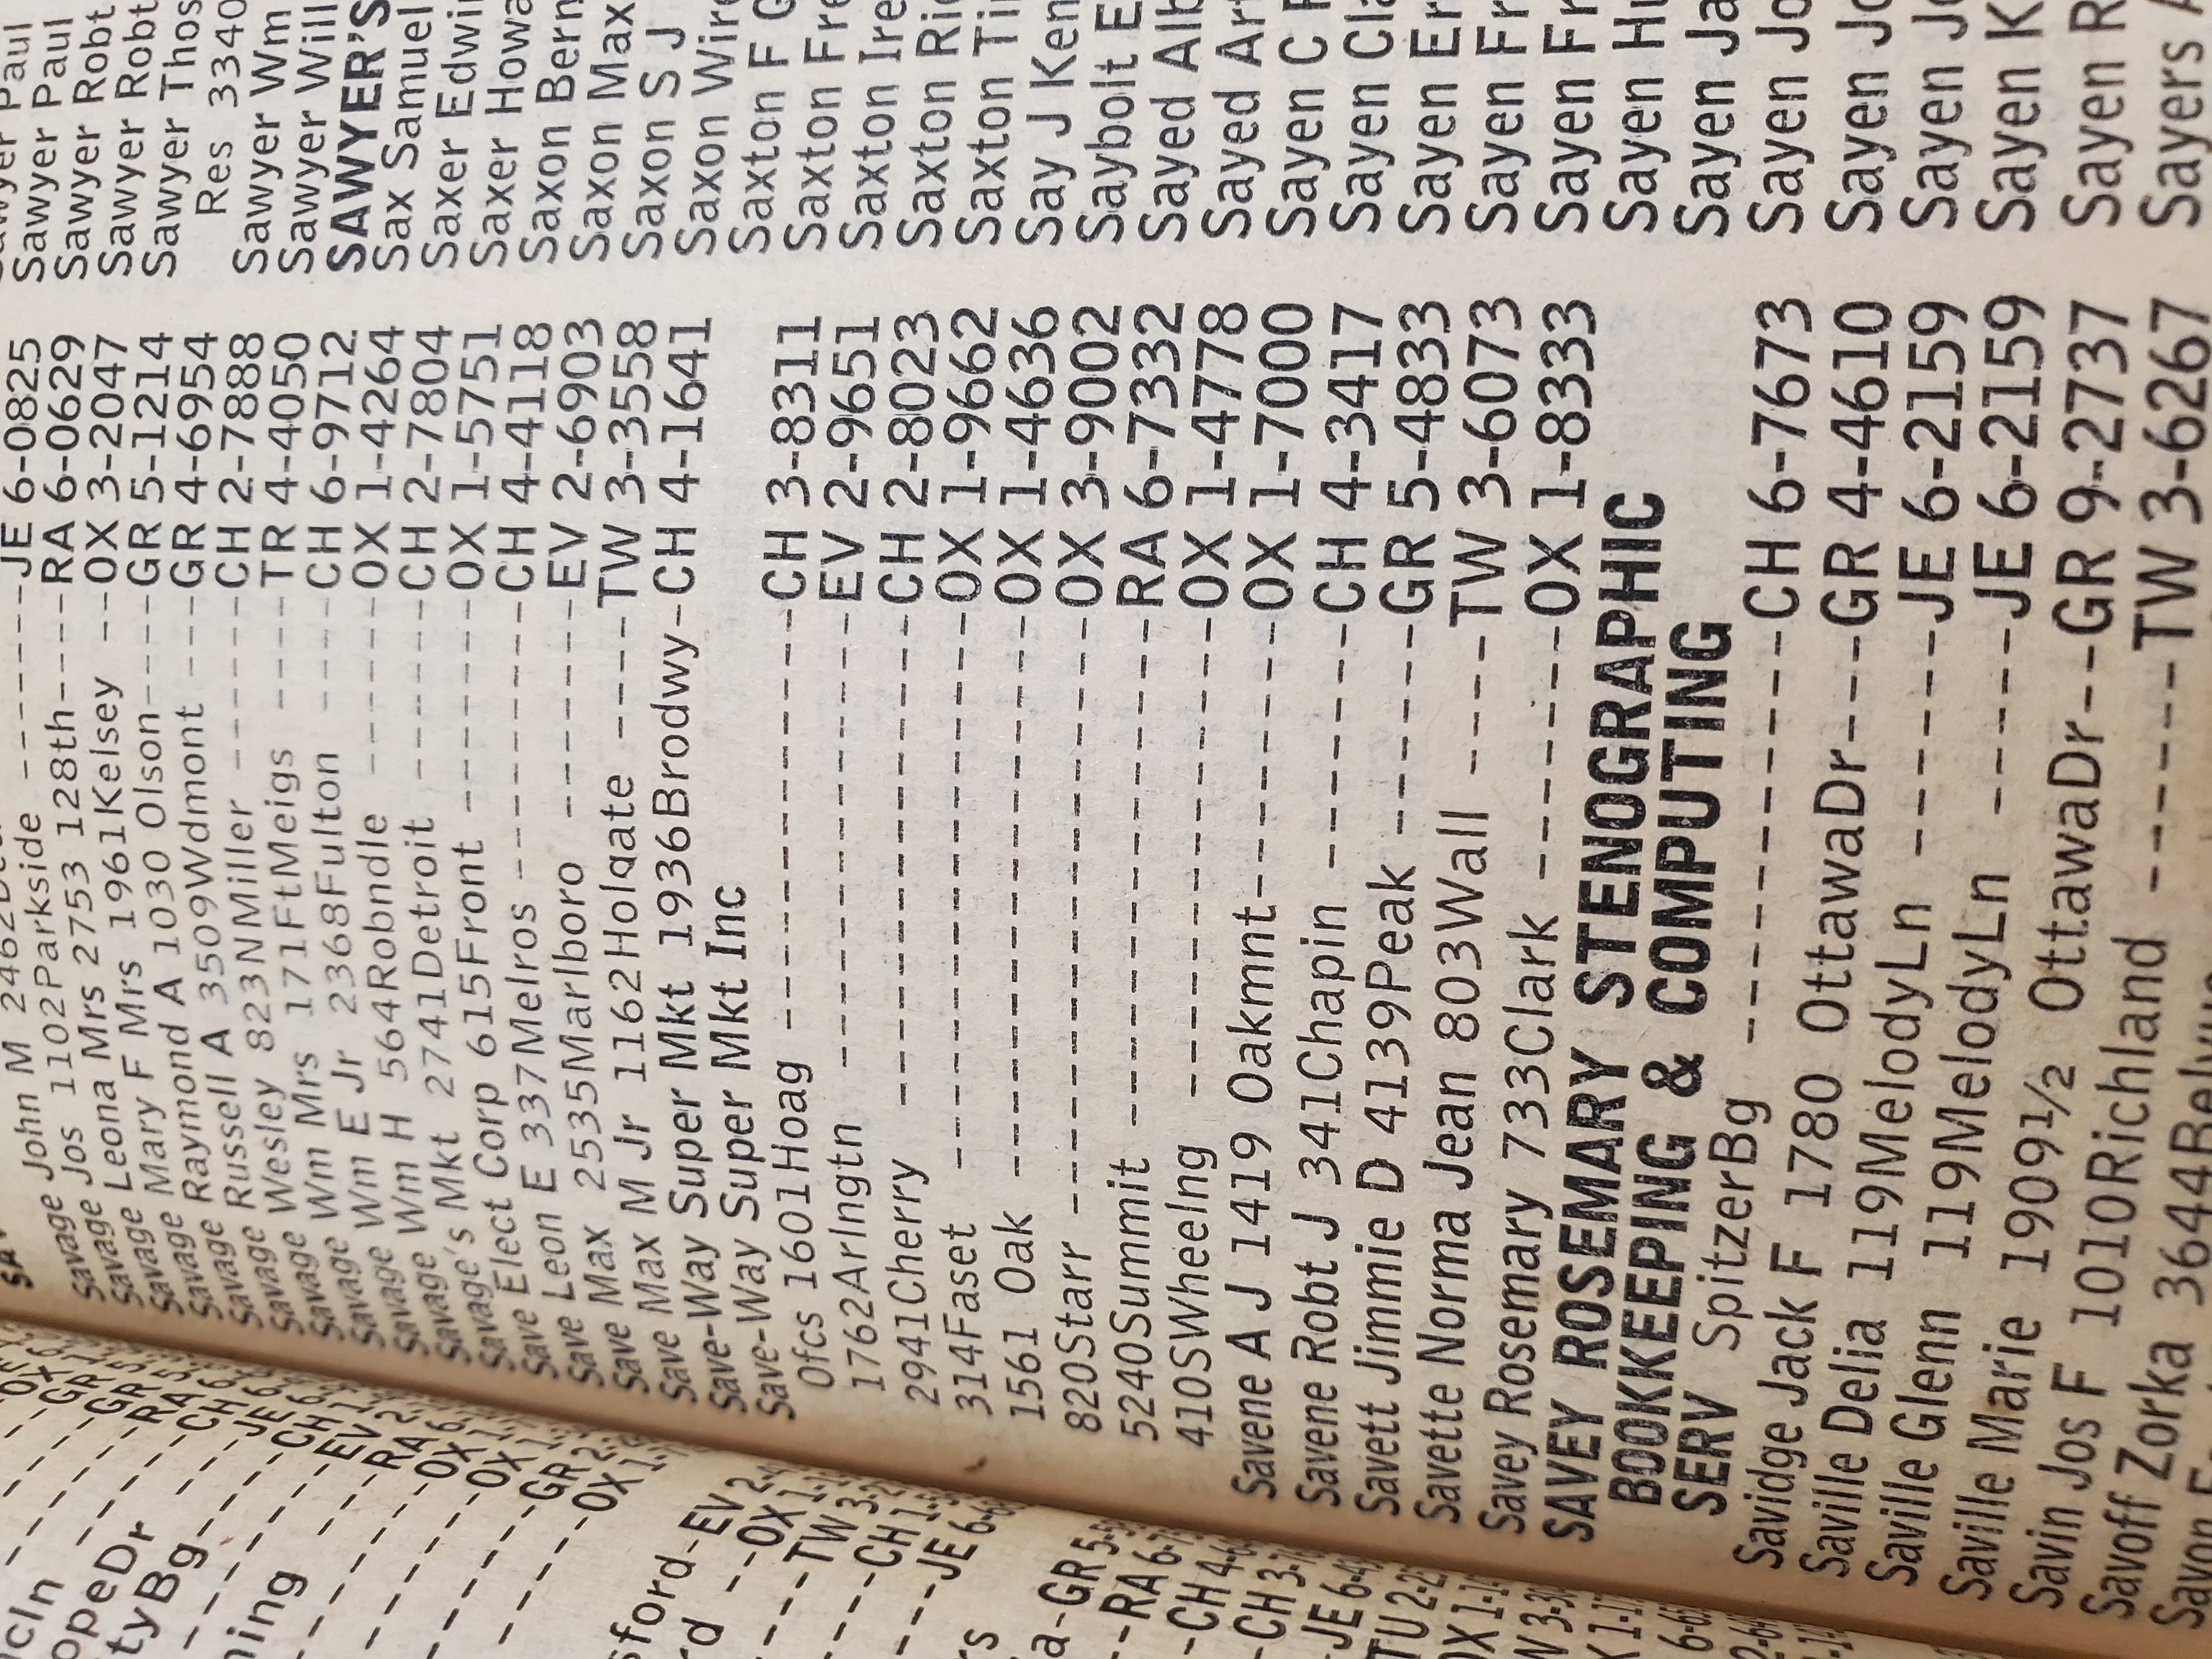 Savage John M
Savage Jos 1102Parkside -------JE 6-0825
Savage Leona Mrs 2753 128th----RA 6-0629
Savage Mary F Mrs 1961Kelsey --OX 3-2047
Savage Raymond A 1030 Olson----GR 5-1214
Savage Russell A 3509Wdmont ---GR 4-6954
Savage Wesley 823NMiller ------CH 2-7888
Savage Wm Mrs 171FtMeigs ----TR 4-4050
Savage Wm E Jr 2368Fulton ----CH 6-9712
Savage Wm H 564Robndle ------OX 1-4264
Savage's Mkt 2741Detroit ------CH 2-7804
Save Elect Corp 615Front -------OX 1-5751
Save Leon E 337Melros ---------CH 4-4118
Save Max 2535Marlboro -------EV 2-6903
Save Max M Jr 1162Holgate ----TW 3-3558
Save-Way Super Mkt 1936Brodwy-CH 4-1641
Save-Way Super Mkt Inc
Ofcs 1601Hoag --------------CH 3-8311
1762Arlngtn ----------------EV 2-9651
2941Cherry -----------------CH 2-8023
314Faset -------------------OX 1-9662
1561 Oak ------------------OX 1-4636
820Starr -------------------OX 3-9002
5240Summit ----------------RA 6-7332
410SWheelng ---------------OX 1-4778
Savene A J 1419 Oakmnt--------OX 1-7000
Savene Robt J 341Chapin -------CH 4-3417
Savett Jimmie D 4139Peak ------GR 5-4833
Savette Norma Jean 803Wall ----TW 3-6073
Savey Rosemary 733Clark -------OX 1-8333
SAVEY ROSEMARY STENOGRAPHIC
BOOKKEEPING & COMPUTING
SERV SpitzerBg -----------CH 6-7673
Savidge Jack F 1780 OttawaDr---GR 4-4610
Saville Delia 119MelodyLn ------JE 6-2159
Saville Glenn 119MelodyLn -----JE 6-2159
Saville Marie 1909½ OttawaDr--GR 9-2737
Savin Jos F 1010Richland ------TW 3-6267
Savoff Zorka
Sawyer Paul
Sawyer Paul
Sawyer Robt
Sawyer Robt
Sawyer Thos
Res 3340
Sawyer Wm
Sawyer Will
SAWYER'S
Sax Samuel
Saxer Edwi
Saxer Howa
Saxon Bern
Saxon Max
Saxon S J
Saxon Wire
Saxton F G
Saxton Fre
Saxton Ire
Saxton Ric
Saxton Ti
Say J Ken
Saybolt E
Sayed Alb
Sayed Ar
Sayen C
Sayen Cla
Sayen Er
Sayen Fr
Sayen Fr
Sayen H
Sayen Ja
Sayen Jo
Sayen Jo
Sayen Jo
Sayen K
Sayen R
Sayers